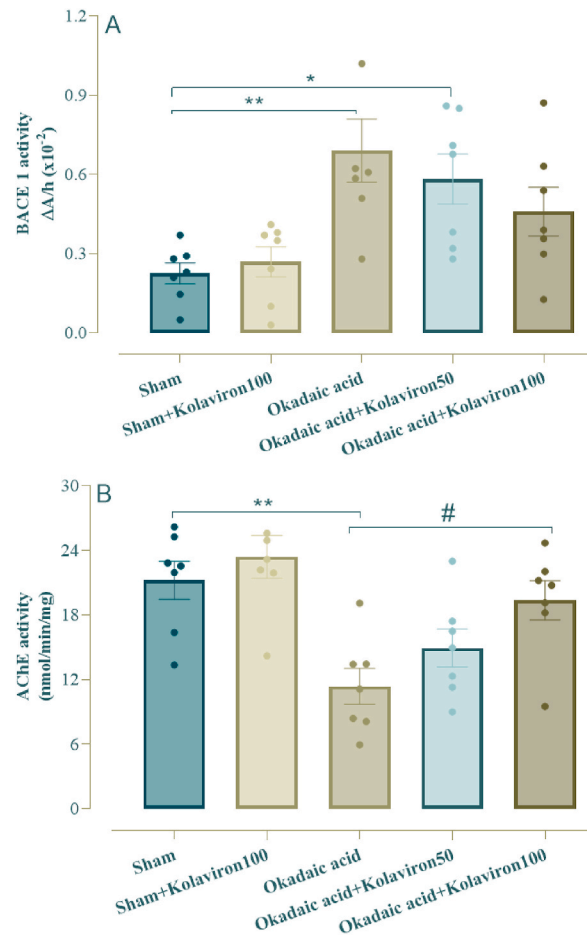 A
1.2
0.9
0.6
0.3
0.0
BACE 1 activity
ΔA/h (x10⁻²)
*
**
Sham
Sham+Kolaviron100
Okadaic acid
Okadaic acid+Kolaviron50
Okadaic acid+Kolaviron100
B
30
24
18
12
6
0
AChE activity
(nmol/min/mg)
**
#
Sham
Sham+Kolaviron100
Okadaic acid
Okadaic acid+Kolaviron50
Okadaic acid+Kolaviron100